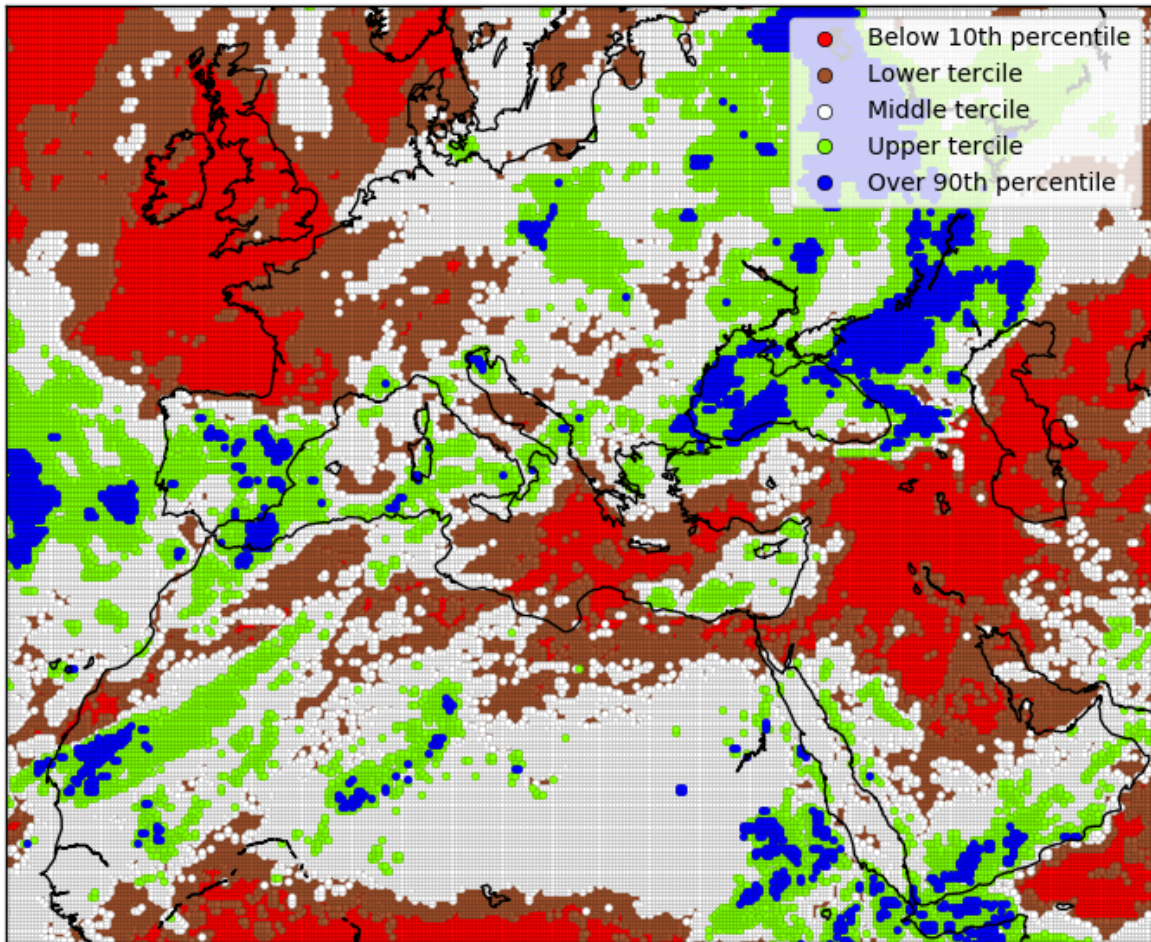 Below 10th percentile
Lower tercile
Middle tercile
Upper tercile
Over 90th percentile